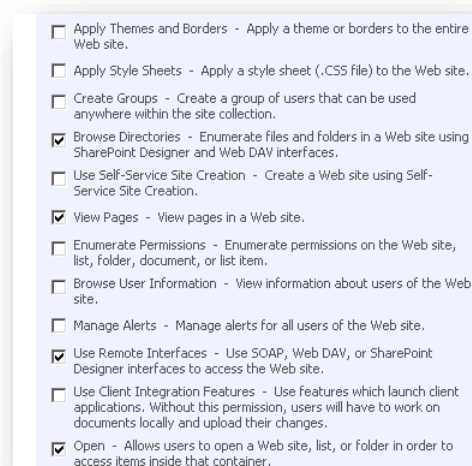 Apply Themes and Borders - Apply a theme or borders to the entire
Web site.
Apply Style Sheets - Apply a style sheet (.CSS file) to the Web site.
Create Groups - Create a group of users that can be used
anywhere within the site collection.
Browse Directories - Enumerate files and folders in a Web site using
SharePoint Designer and Web DAV interfaces.
Use Self-Service Site Creation - Create a Web site using Self-
Service Site Creation.
View Pages - View pages in a Web site.
Enumerate Permissions - Enumerate permissions on the Web site,
list, folder, document, or list item.
Browse User Information - View information about users of the Web
site.
Manage Alerts - Manage alerts for all users of the Web site.
Use Remote Interfaces - Use SOAP, Web DAV, or SharePoint
Designer interfaces to access the Web site.
Use Client Integration Features - Use features which launch client
applications. Without this permission, users will have to work on
documents locally and upload their changes.
Open - Allows users to open a Web site, list, or folder in order to
access items inside that container.